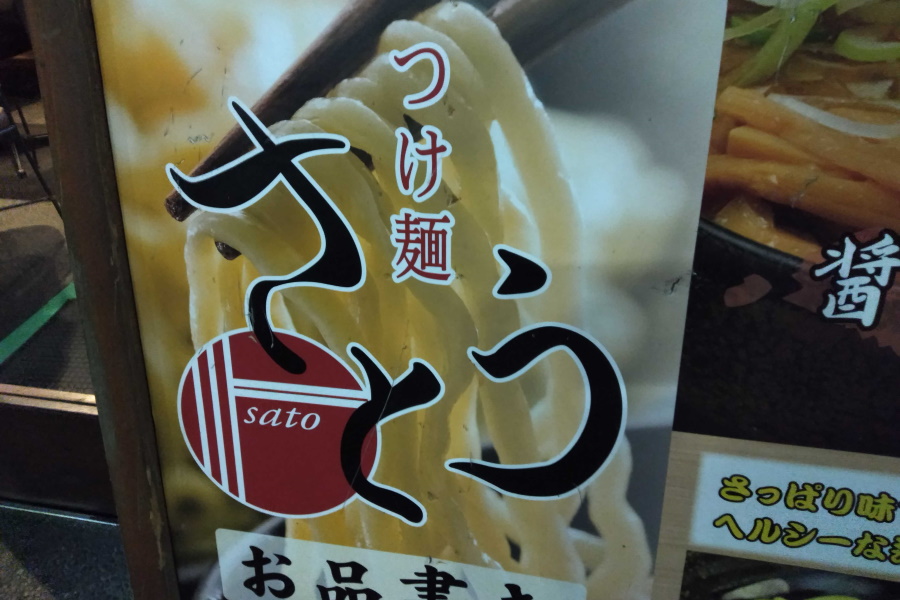 つけ麺
さとう
sato
お品書き
醤
さっぱり味
ヘルシーな